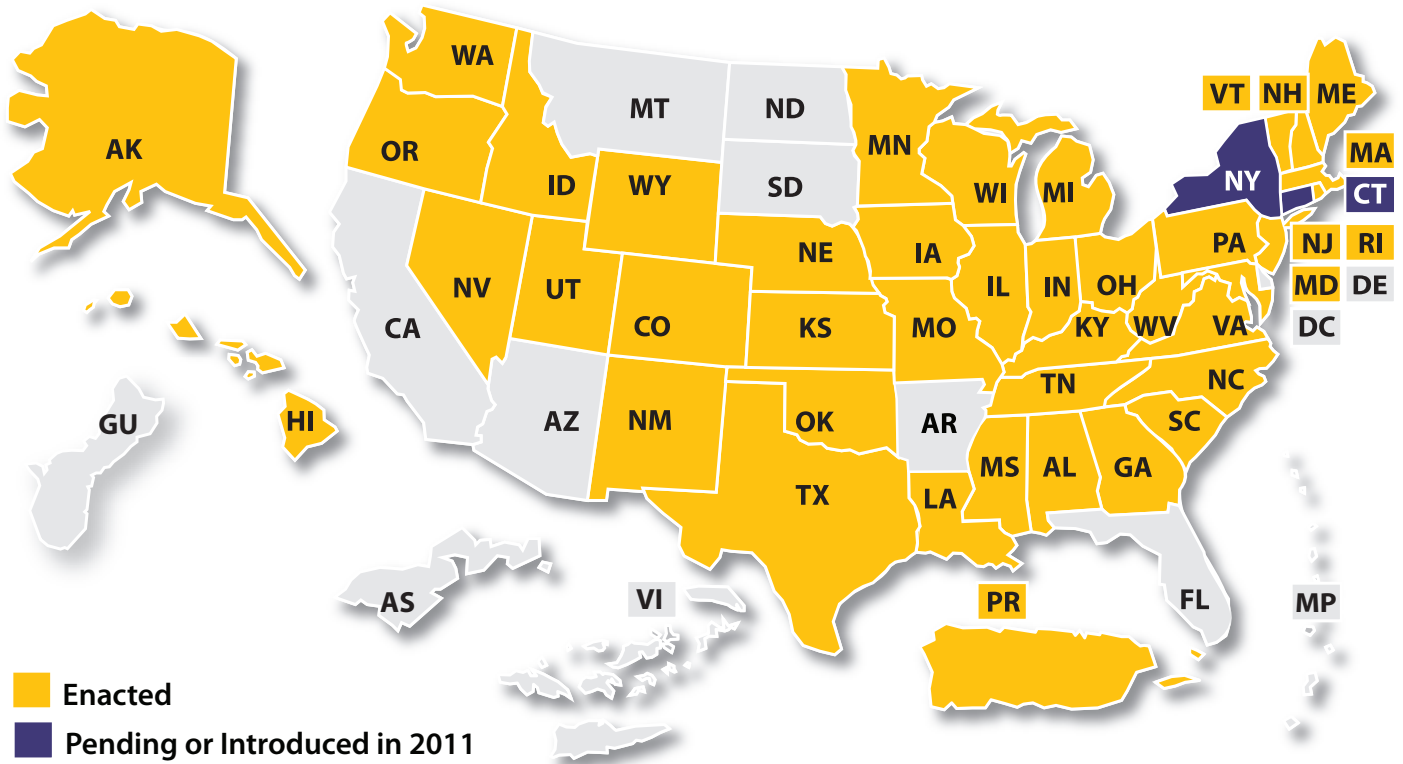 WA
VT NH ME
MT ND
AK OR MN MA
ID WY SD WI MI NY CT
NE IA PA NJ RI
NV UT IL IN OH MD DE
CA CO KS MO KY WV VA DC
TN NC
GU HI AZ NM OK AR SC
TX LA MS AL GA
AS VI PR FL MP
Enacted
Pending or Introduced in 2011